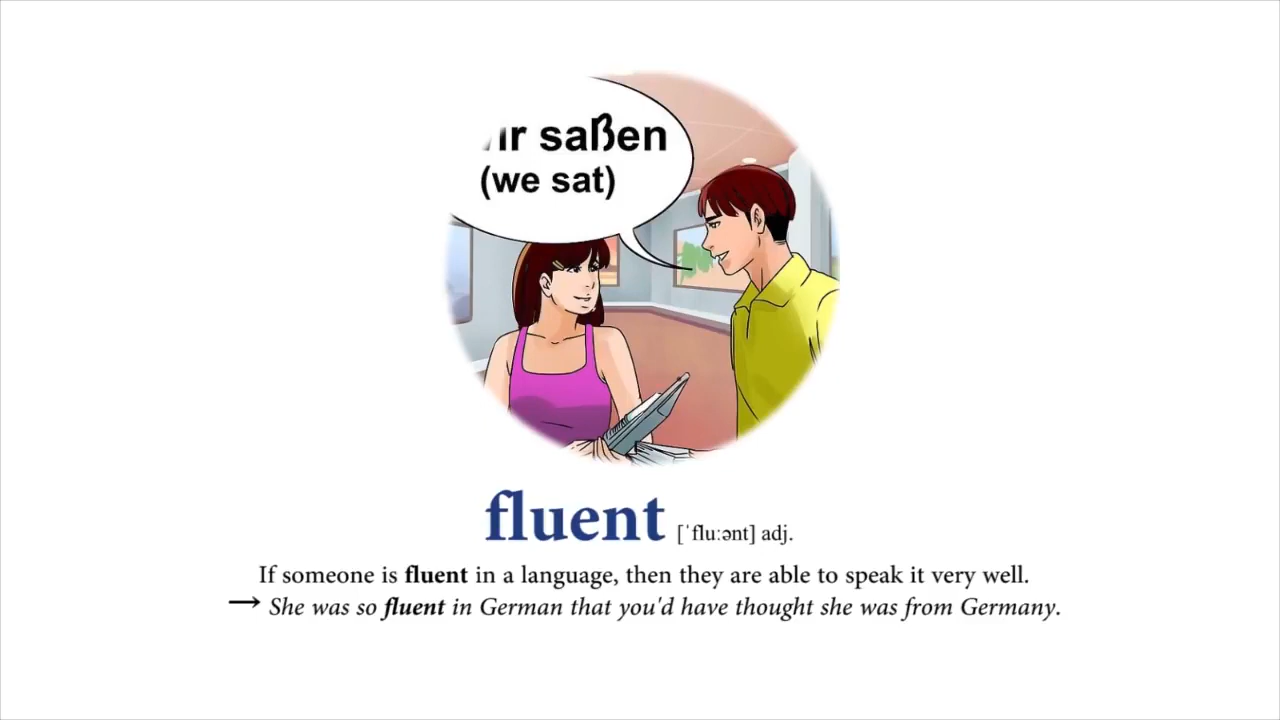 saßen
(we sat)
fluent [ˈfluːənt] adj.
If someone is fluent in a language, then they are able to speak it very well.
→ She was so fluent in German that you'd have thought she was from Germany.